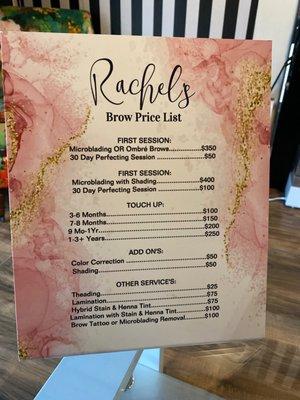 Rachels
Brow Price List
FIRST SESSION:
Microblading OR Ombré Brows..................$350
30 Day Perfecting Session ..................$50
FIRST SESSION:
Microblading with Shading..................$400
30 Day Perfecting Session ..................$100
TOUCH UP:
3-6 Months..................$100
7-8 Months..................$150
9 Mo-1Yr..................$200
1-3+ Years..................$250
ADD ON'S:
Color Correction ..................$50
Shading..................$50
OTHER SERVICE'S:
Theading..................$25
Lamination..................$75
Hybrid Stain & Henna Tint..................$75
Lamination with Stain & Henna Tint..................$100
Brow Tattoo or Microblading Removal..................$100